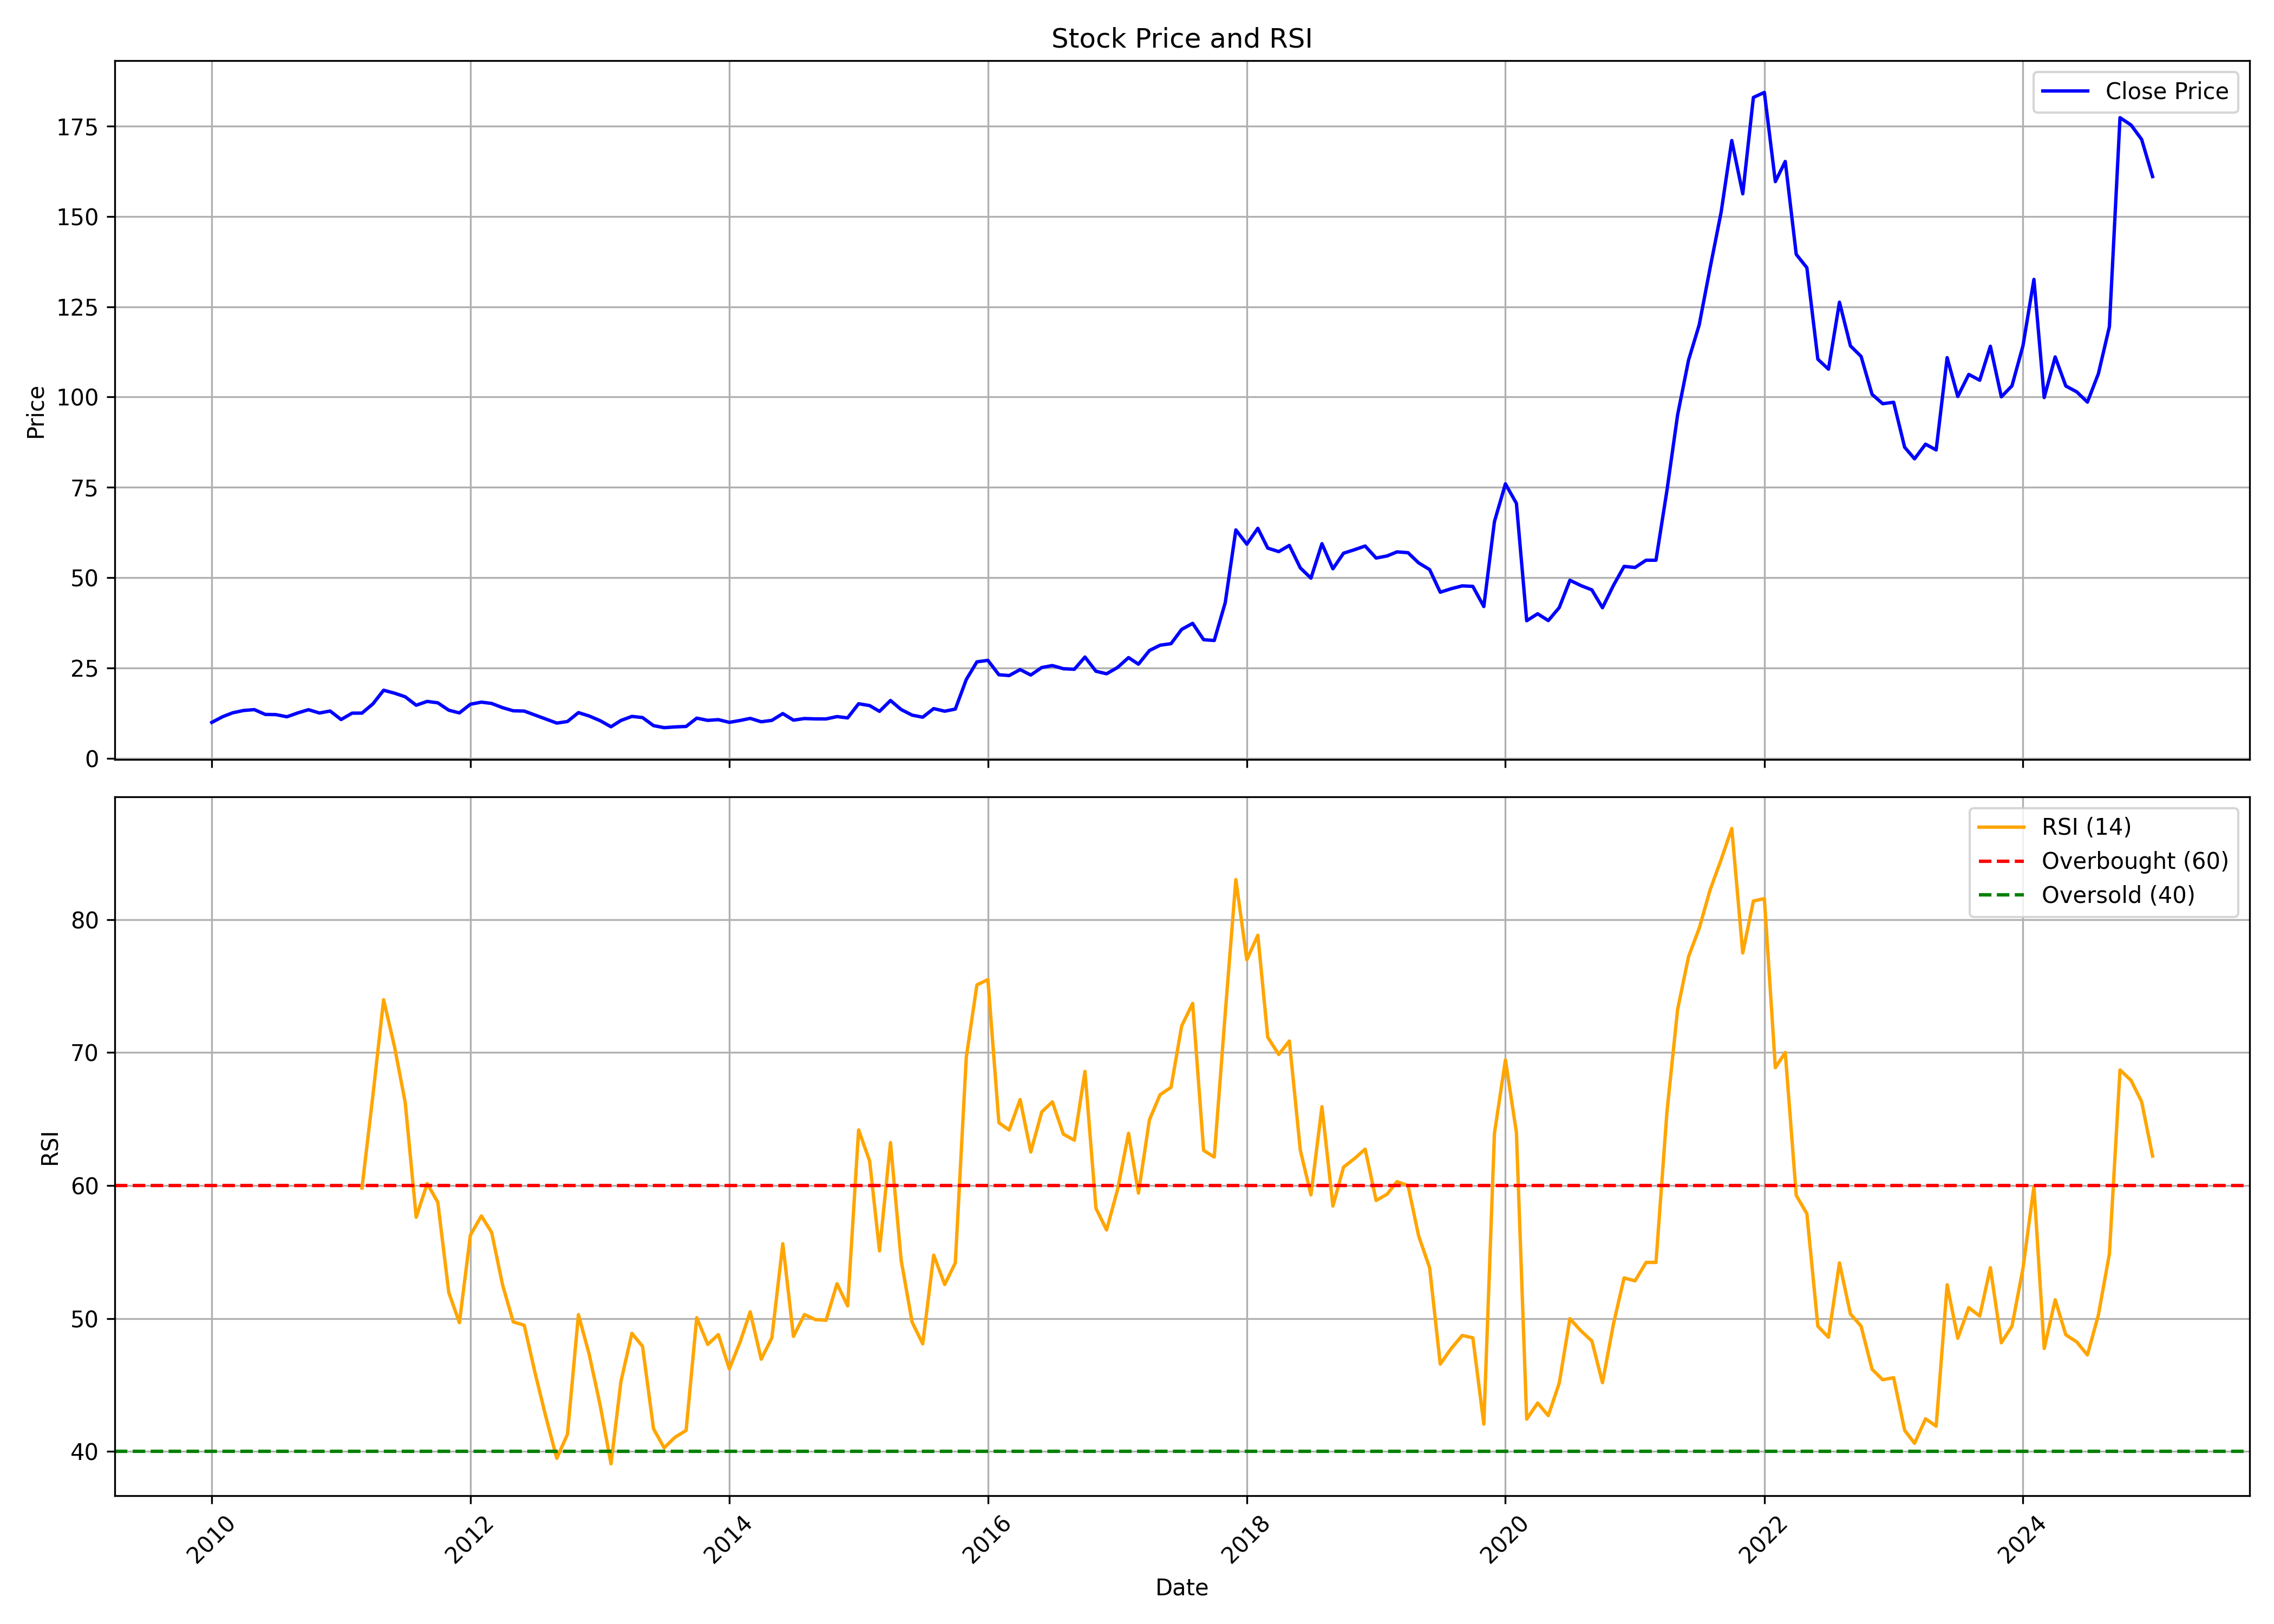 Stock Price and RSI
Close Price
175
150
125
100
75
50
25
0
Price
RSI (14)
Overbought (60)
Oversold (40)
80
70
60
50
40
RSI
2010
2012
2014
2016
2018
2020
2022
2024
Date